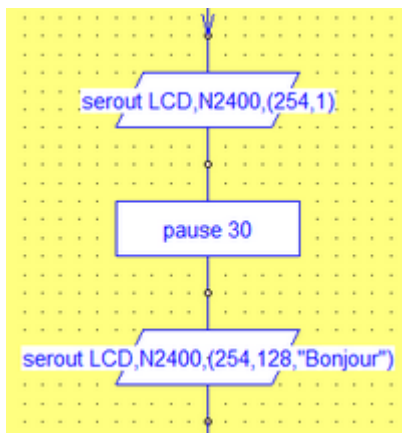 serout LCD,N2400,(254,1)
pause 30
serout LCD,N2400,(254,128,"Bonjour")